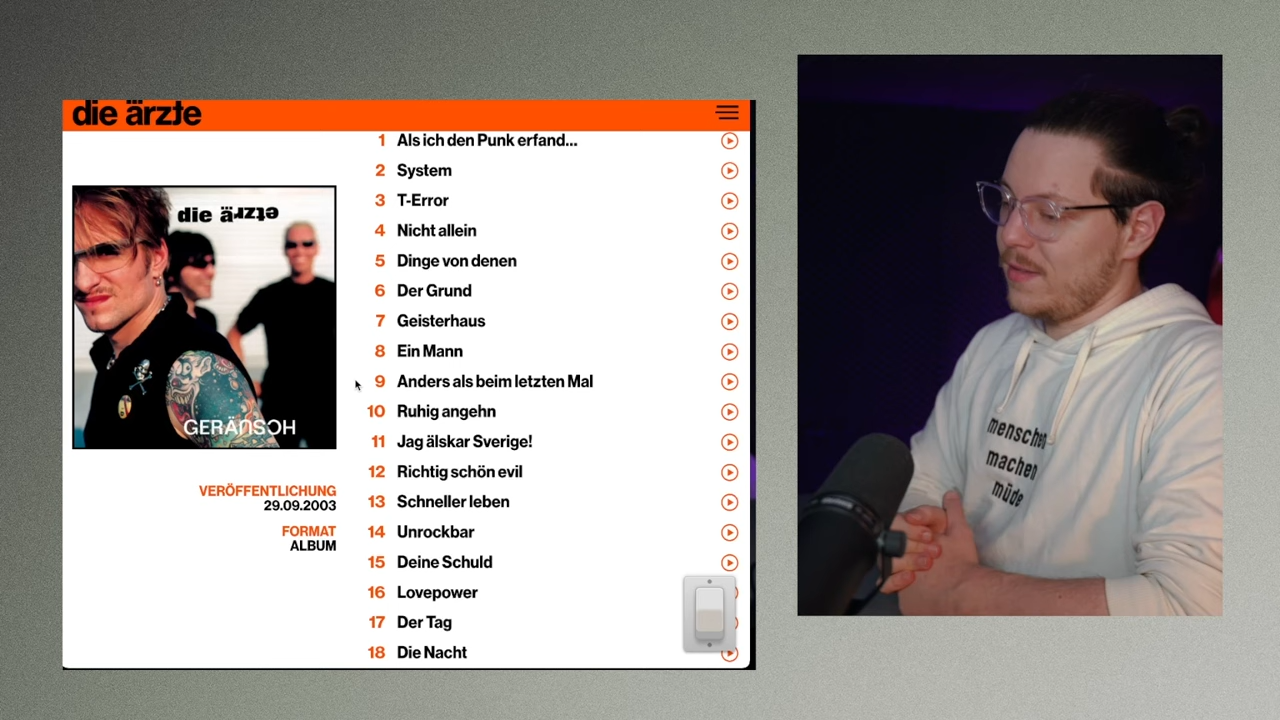 die ärzte
1 Als ich den Punk erfand...
2 System
3 T-Error
4 Nicht allein
5 Dinge von denen
6 Der Grund
7 Geisterhaus
8 Ein Mann
9 Anders als beim letzten Mal
10 Ruhig angehn
11 Jag älskar Sverige!
12 Richtig schön evil
13 Schneller leben
14 Unrockbar
15 Deine Schuld
16 Lovepower
17 Der Tag
18 Die Nacht
die ärzte
GERÄUSCH
VERÖFFENTLICHUNG
29.09.2003
FORMAT
ALBUM
menschen
machen
müde